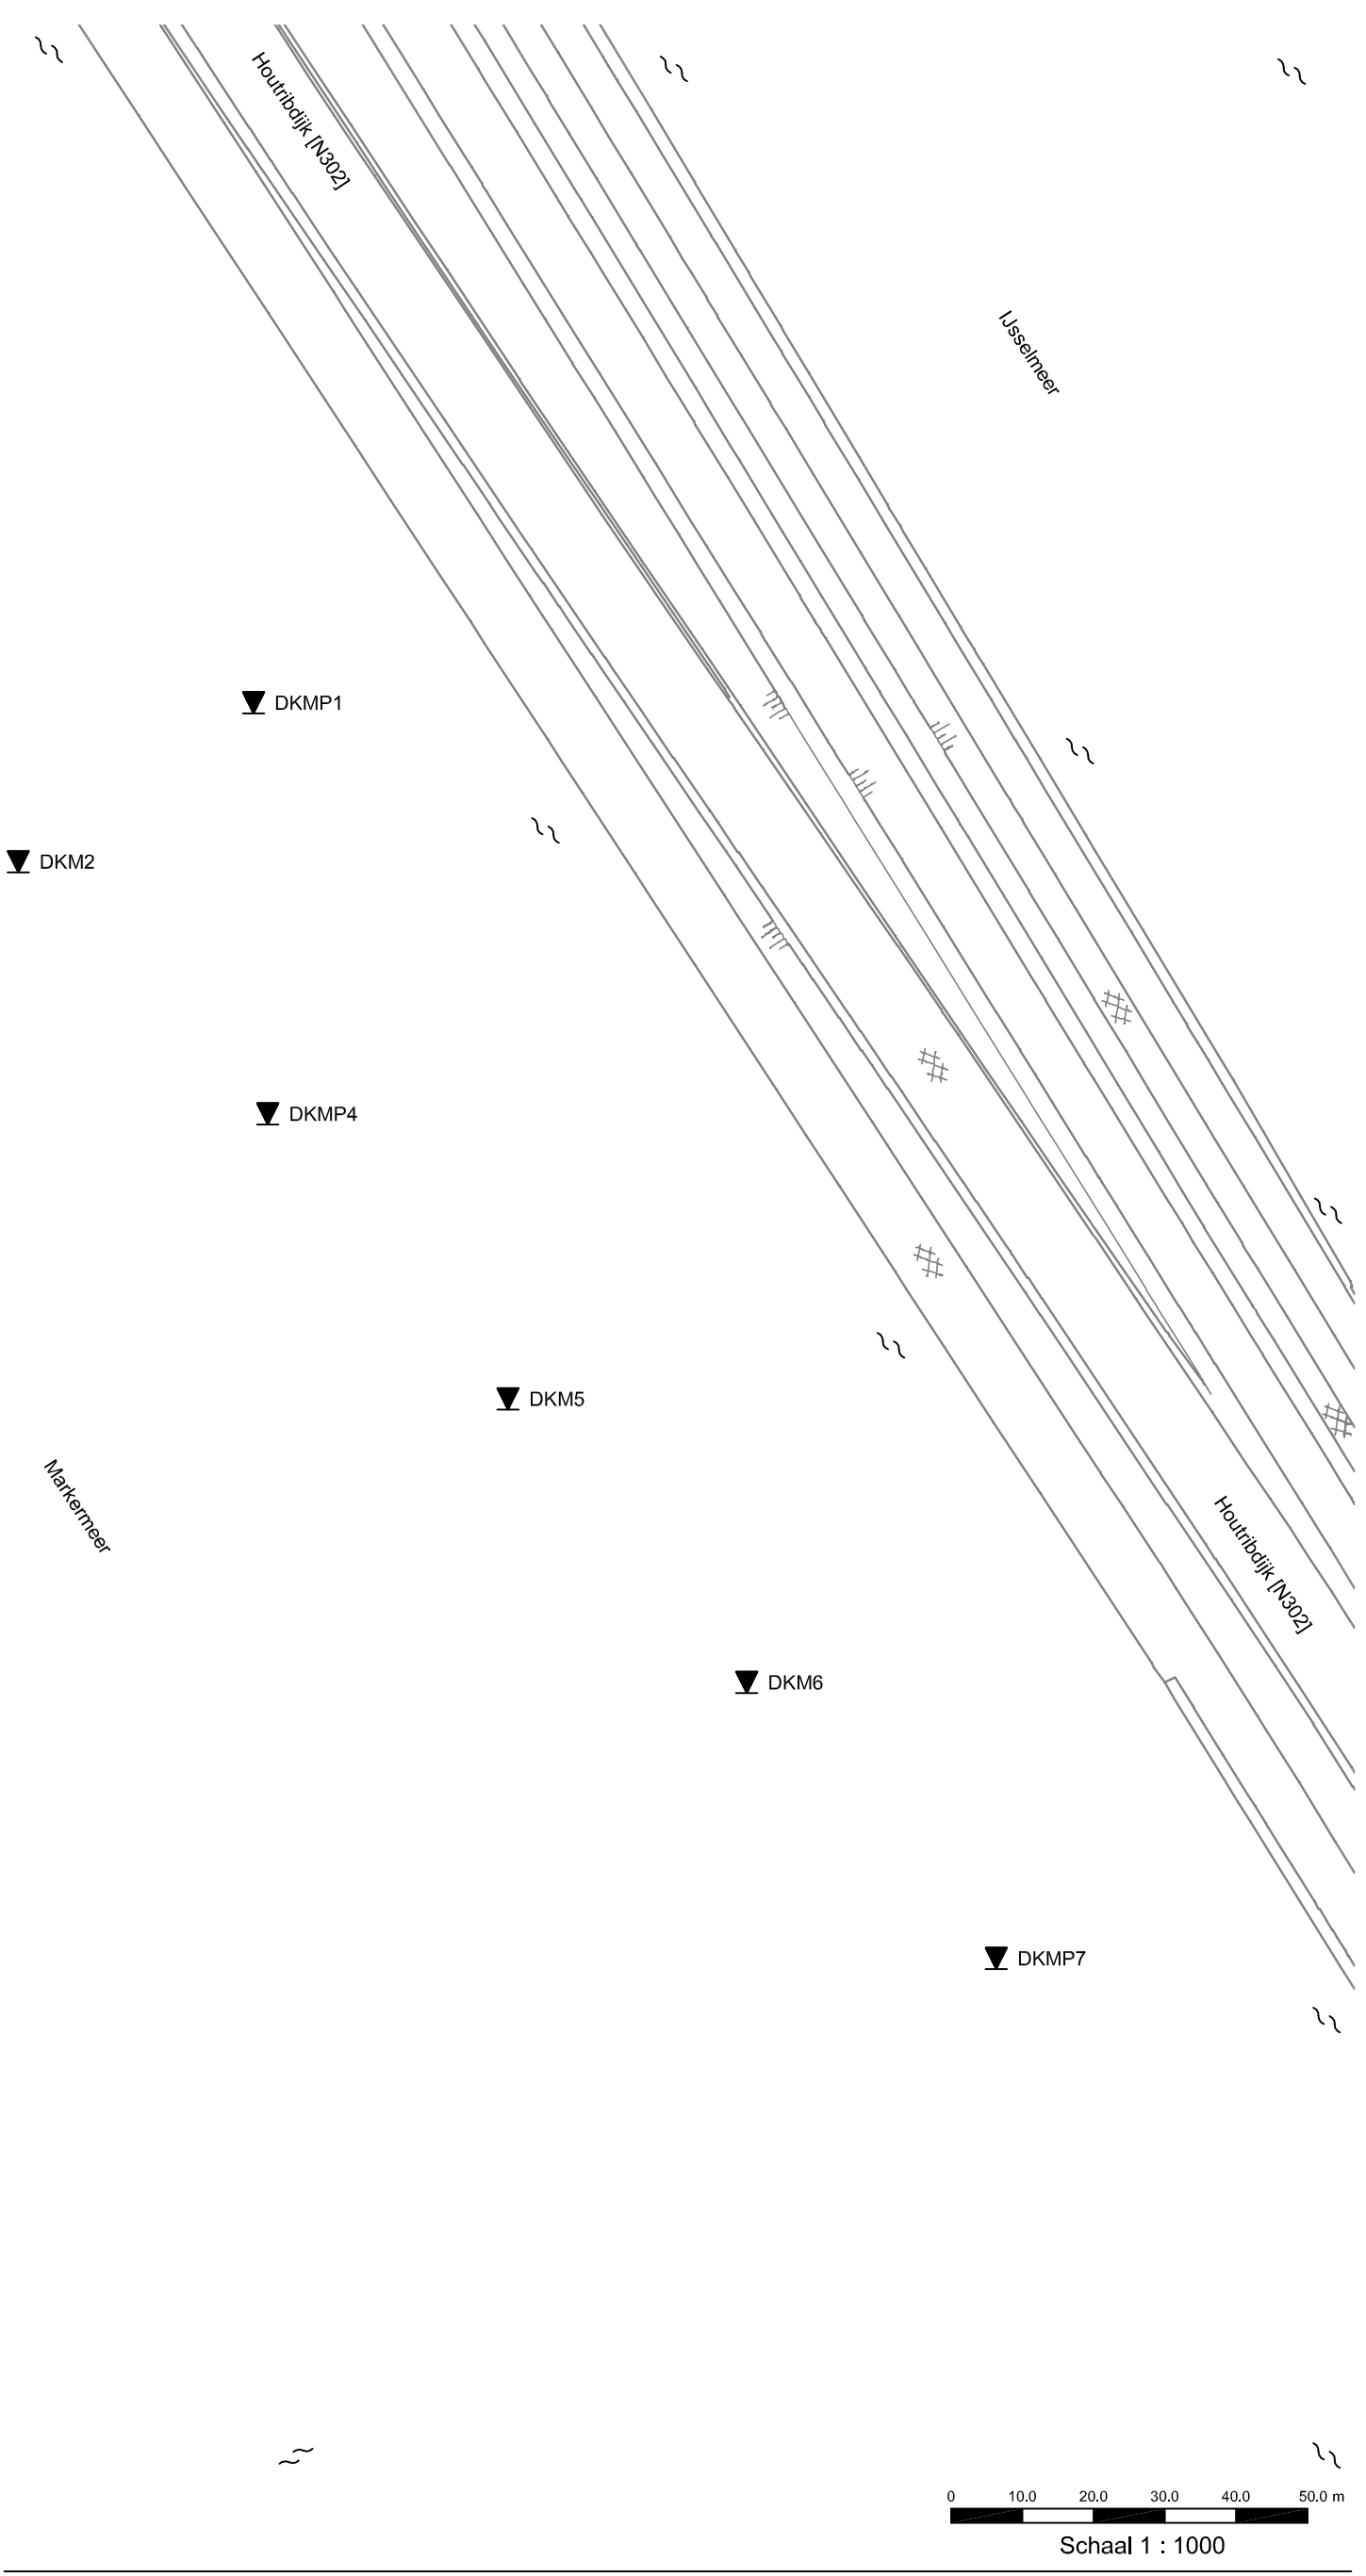 Houtribdijk [N302]
IJsselmeer
DKMP1
DKM2
DKMP4
DKM5
Markermeer
Houtribdijk [N302]
DKM6
DKMP7
0 10.0 20.0 30.0 40.0 50.0 m
Schaal 1 : 1000